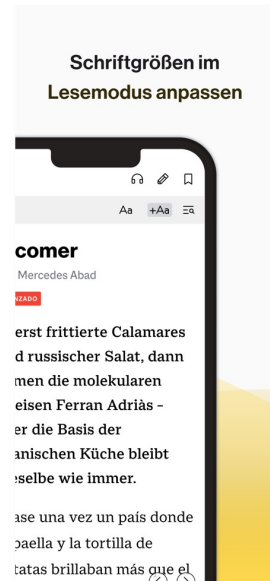 Schriftgrößen im
Lesemodus anpassen
Aa +Aa
comer
Mercedes Abad
NZADO
erst frittierte Calamares
d russischer Salat, dann
men die molekularen
eisen Ferran Adriàs –
er die Basis der
anischen Küche bleibt
eselbe wie immer.
ase una vez un país donde
paella y la tortilla de
tatas brillaban más que el